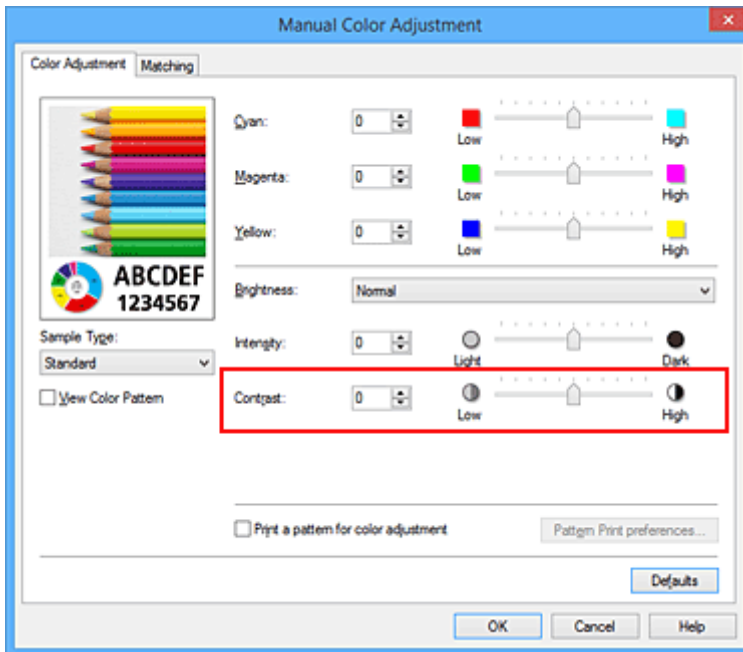 Manual Color Adjustment
Color Adjustment Matching
Cyan: 0
Low High
Magenta: 0
Low High
Yellow: 0
Low High
ABCDEF
1234567
Brightness: Normal
Sample Type:
Standard
Intensity: 0
Light Dark
View Color Pattern
Contrast: 0
Low High
Print a pattern for color adjustment Pattern Print preferences...
Defaults
OK Cancel Help